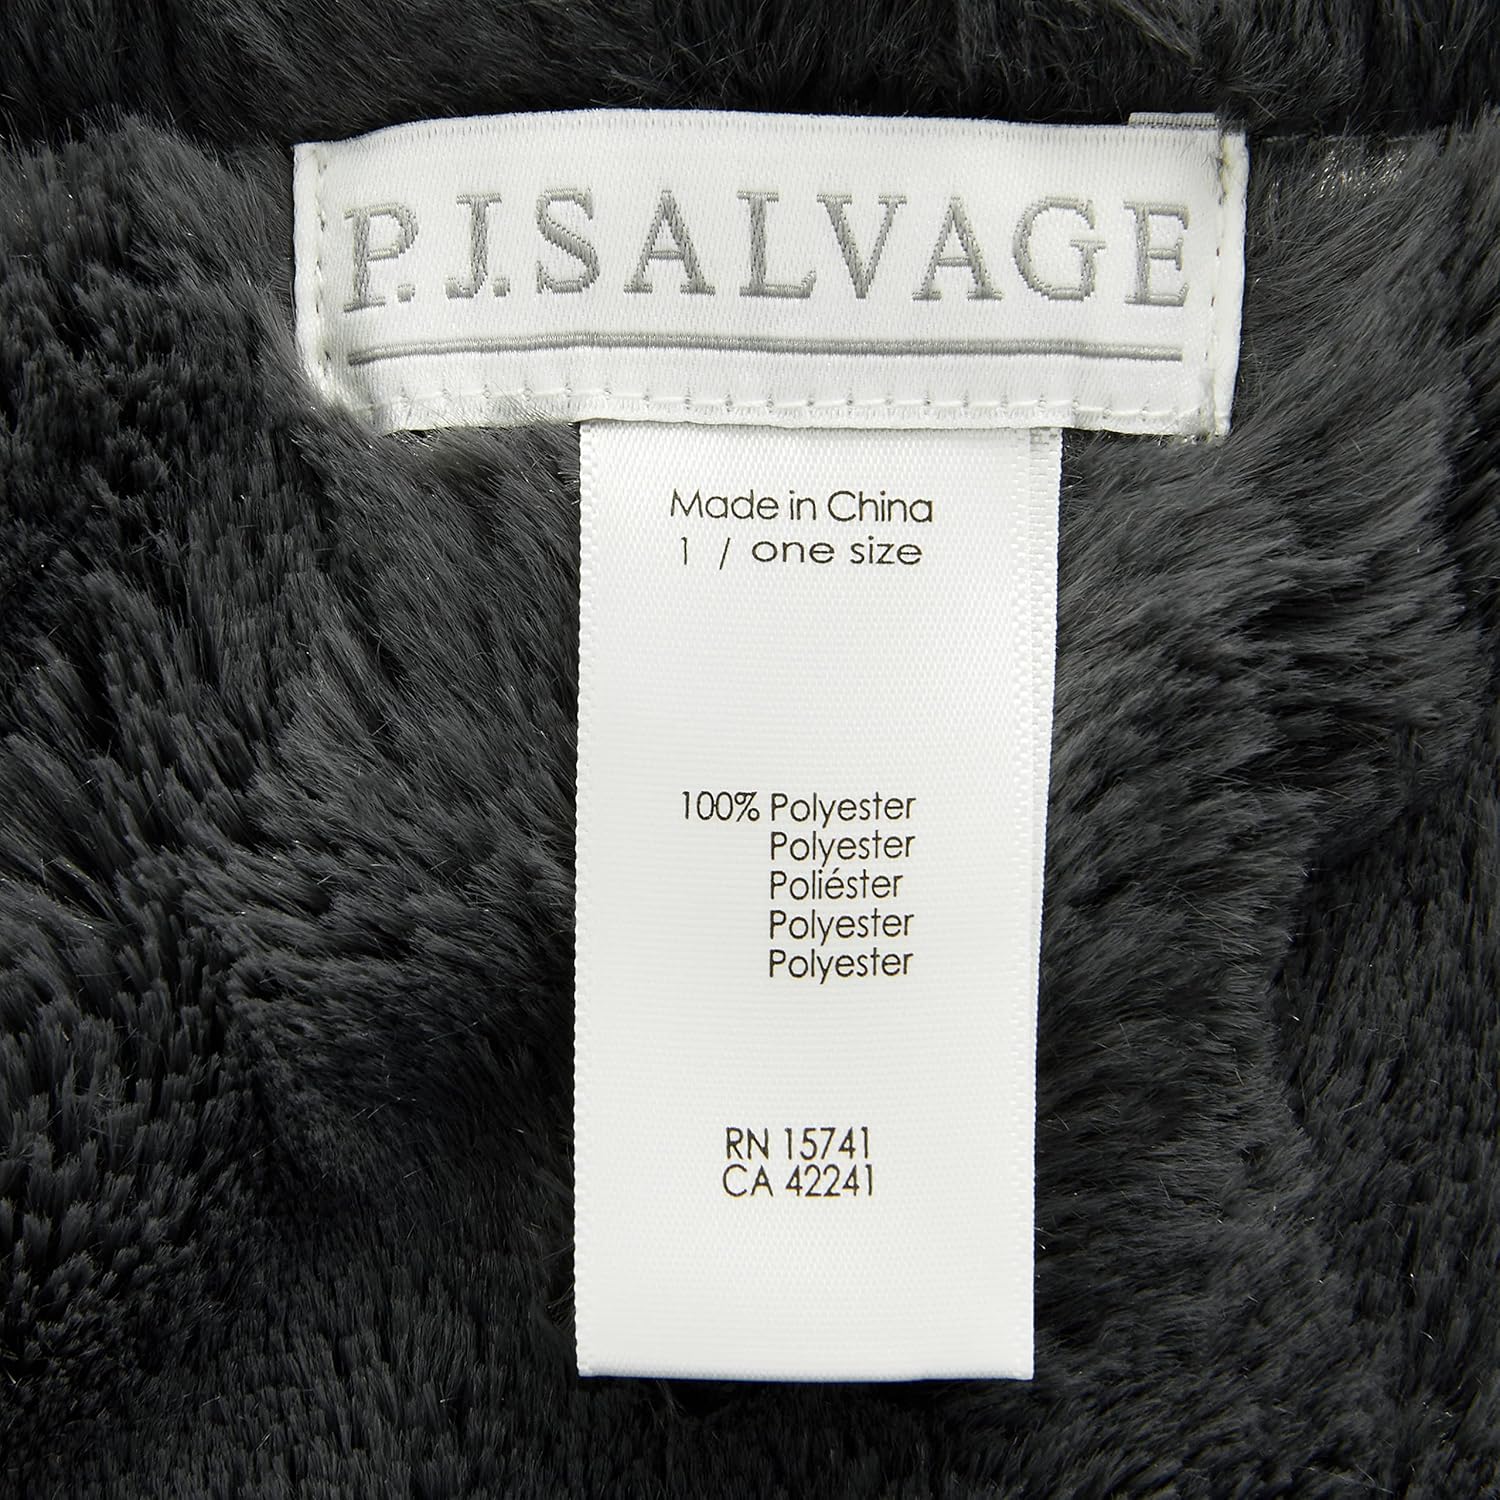 P.J.SALVAGE
Made in China
1 / one size
100% Polyester
Polyester
Poliéster
Polyester
Polyester
RN 15741
CA 42241